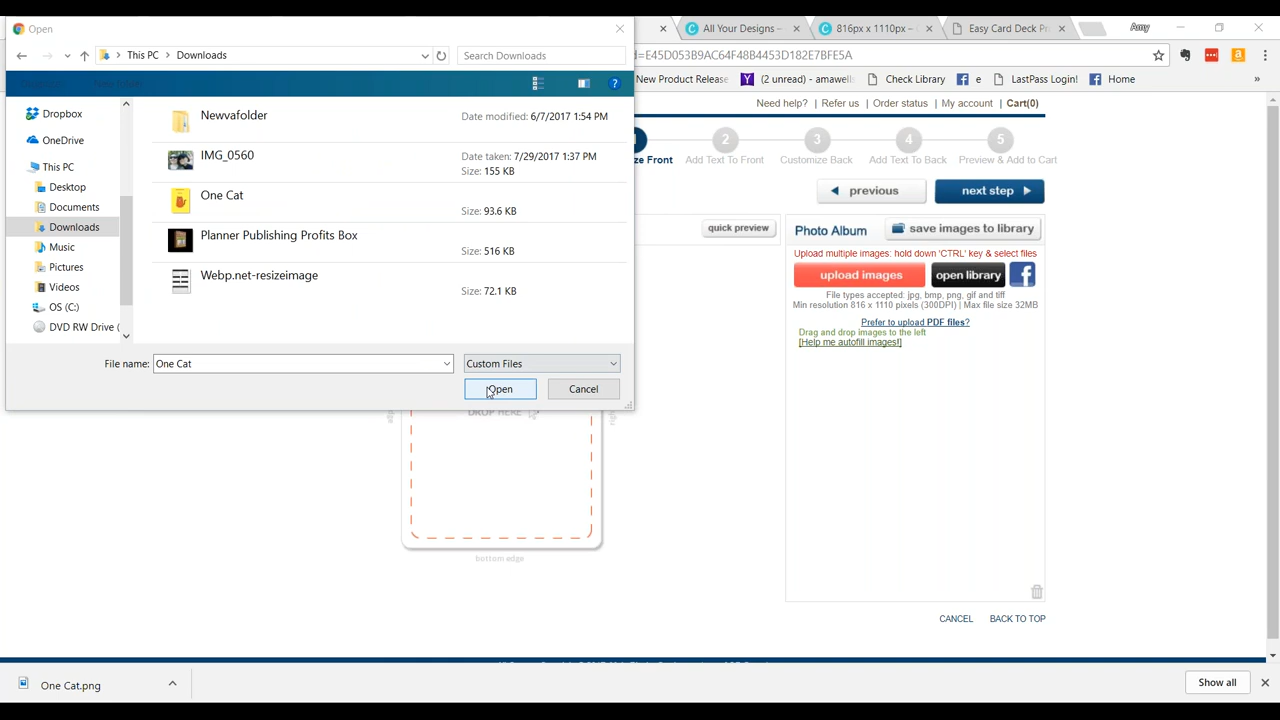 Open
All Your Designs –
816px x 1110px –
Easy Card Deck Pr
Amy
This PC > Downloads
Search Downloads
=E45D053B9AC64F48B4453D182E7BFE5A
New Product Release
(2 unread) - amawells
Check Library
e
LastPass Login!
Home
Need help? | Refer us | Order status | My account | Cart(0)
Dropbox
OneDrive
This PC
Desktop
Documents
Downloads
Music
Pictures
Videos
OS (C:)
DVD RW Drive (
Newvafolder
Date modified: 6/7/2017 1:54 PM
IMG_0560
Date taken: 7/29/2017 1:37 PM
Size: 155 KB
One Cat
Size: 93.6 KB
Planner Publishing Profits Box
Size: 516 KB
Webp.net-resizeimage
Size: 72.1 KB
File name: One Cat
Custom Files
Open
Cancel
2
3
4
5
ze Front
Add Text To Front
Customize Back
Add Text To Back
Preview & Add to Cart
previous
next step
quick preview
Photo Album
save images to library
Upload multiple images: hold down 'CTRL' key & select files
upload images
open library
File types accepted: jpg, bmp, png, gif and tiff
Min resolution 816 x 1110 pixels (300DPI) | Max file size 32MB
Prefer to upload PDF files?
Drag and drop images to the left
[Help me autofill images!]
DROP HERE
bottom edge
CANCEL
BACK TO TOP
One Cat.png
Show all